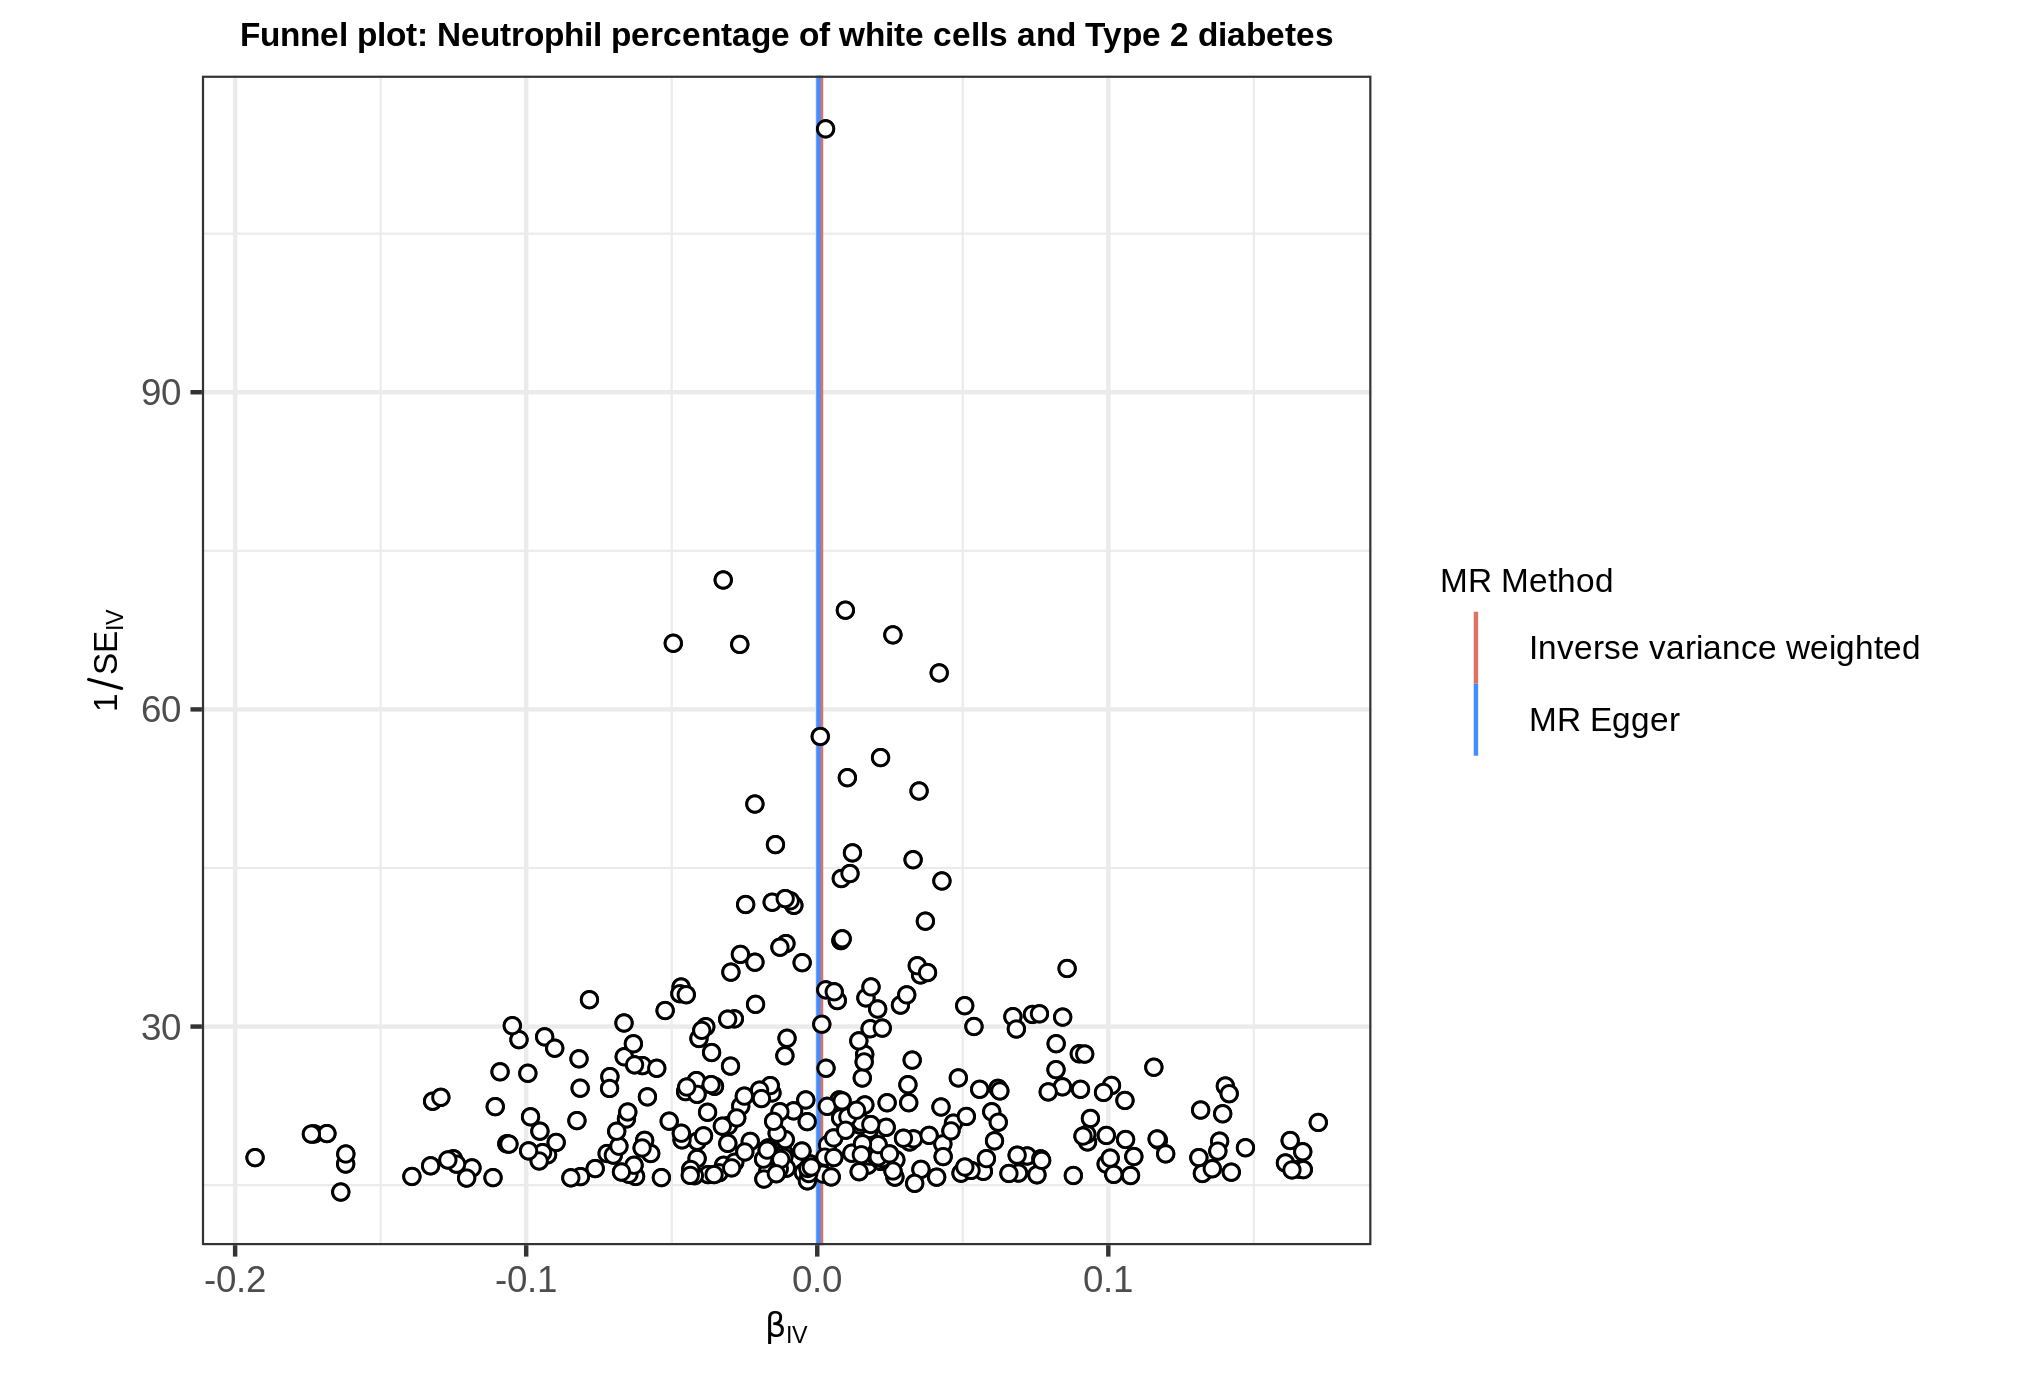 Funnel plot: Neutrophil percentage of white cells and Type 2 diabetes
90
60
30
1/SE_IV
-0.2
-0.1
0.0
0.1
β_IV
MR Method
Inverse variance weighted
MR Egger